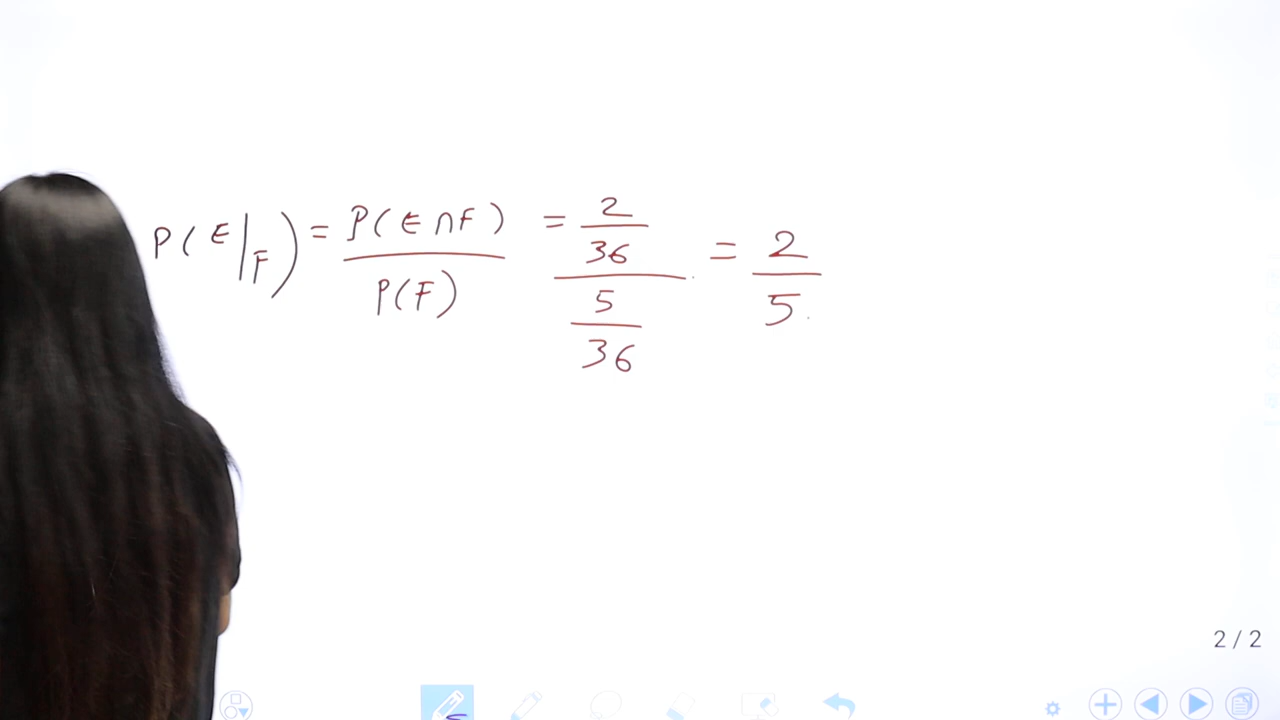 P(E|F) = P(E∩F)/P(F) = (2/36)/(5/36) = 2/5
2/2